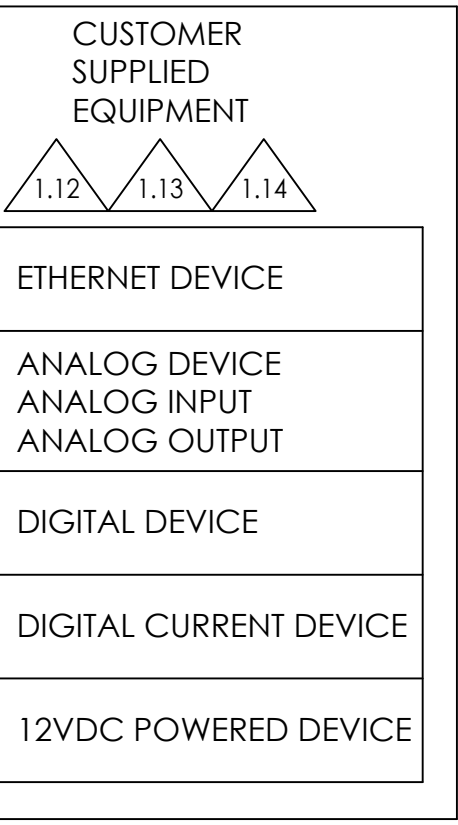 CUSTOMER
SUPPLIED
EQUIPMENT
1.12 1.13 1.14
ETHERNET DEVICE
ANALOG DEVICE
ANALOG INPUT
ANALOG OUTPUT
DIGITAL DEVICE
DIGITAL CURRENT DEVICE
12VDC POWERED DEVICE